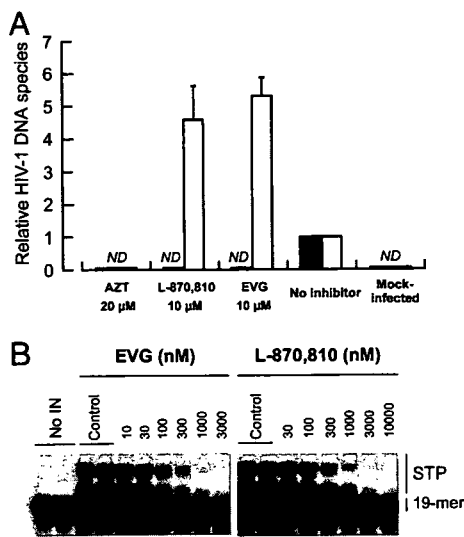 A
Relative HIV-1 DNA species
7
6
5
4
3
2
1
0
ND
ND
ND
ND
AZT
20 µM
L-870,810
10 µM
EVG
10 µM
No inhibitor
Mock-
infected
B
EVG (nM)
L-870,810 (nM)
No IN
Control
10
30
100
300
1000
3000
Control
30
100
300
1000
3000
10000
STP
19-mer